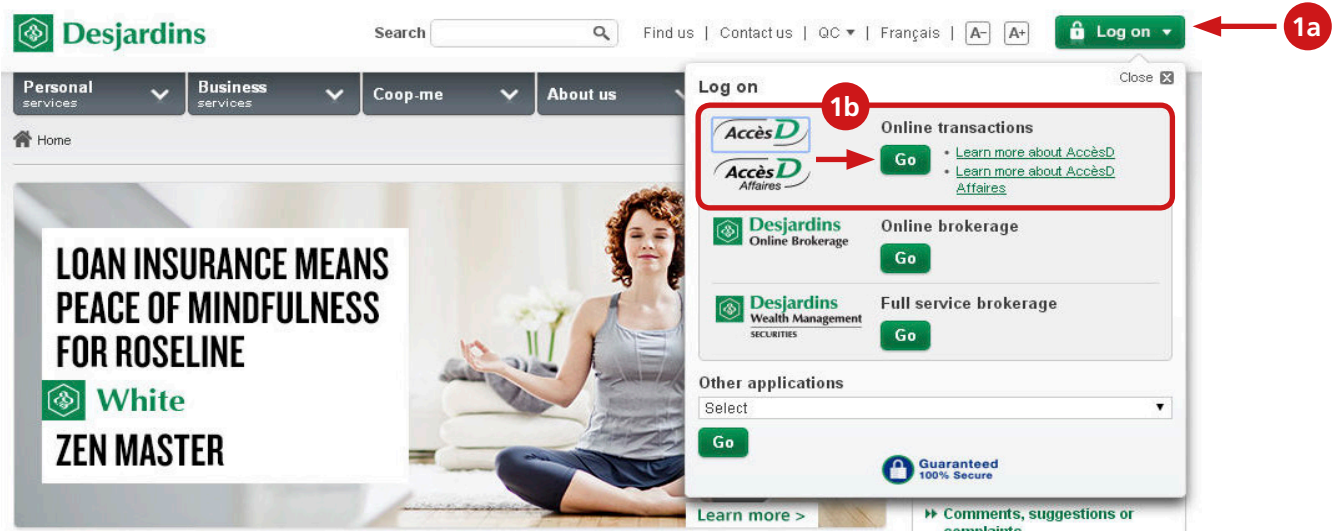 Desjardins
Search
Find us | Contact us | QC ▼ | Français | A- A+
Log on ▼
1a
Personal
services
Business
services
Coop-me
About us
Home
Close
Log on
1b
AccèsD
AccèsD
Affaires
Online transactions
Go
• Learn more about AccèsD
• Learn more about AccèsD
Affaires
Desjardins
Online Brokerage
Online brokerage
Go
Desjardins
Wealth Management
SECURITIES
Full service brokerage
Go
Other applications
Select
Go
Guaranteed
100% Secure
LOAN INSURANCE MEANS
PEACE OF MINDFULNESS
FOR ROSELINE
White
ZEN MASTER
Learn more >
Comments, suggestions or
complaints